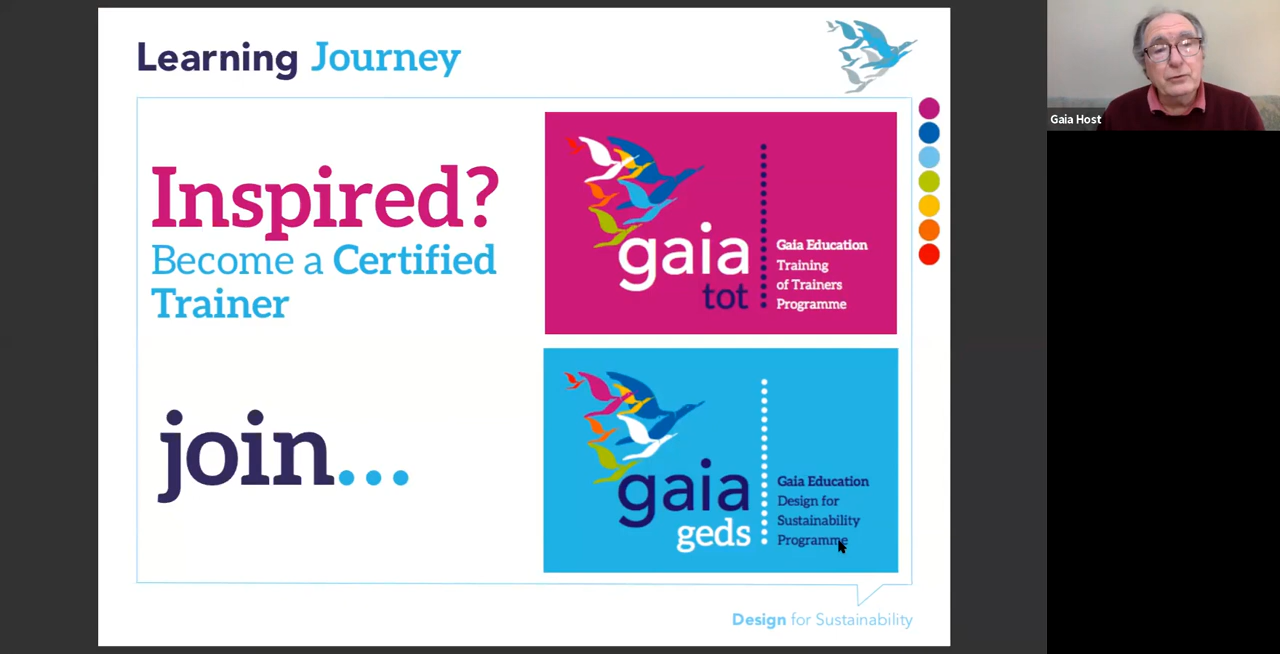 Learning Journey
Inspired?
Become a Certified
Trainer
join...
gaia
tot
Gaia Education
Training
of Trainers
Programme
gaia
geds
Gaia Education
Design for
Sustainability
Programme
Design for Sustainability
Gaia Host